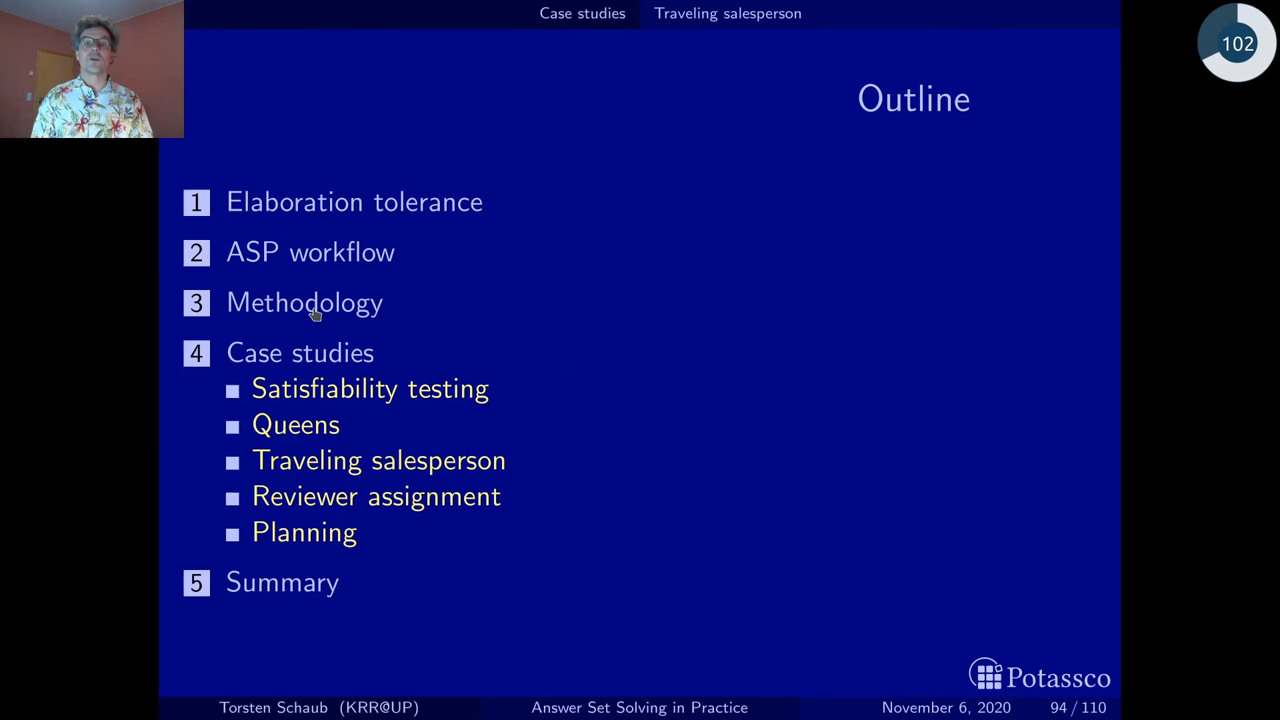 Case studies Traveling salesperson
102
Outline
1 Elaboration tolerance
2 ASP workflow
3 Methodology
4 Case studies
Satisfiability testing
Queens
Traveling salesperson
Reviewer assignment
Planning
5 Summary
Potassco
Torsten Schaub (KRR@UP) Answer Set Solving in Practice November 6, 2020 94 / 110